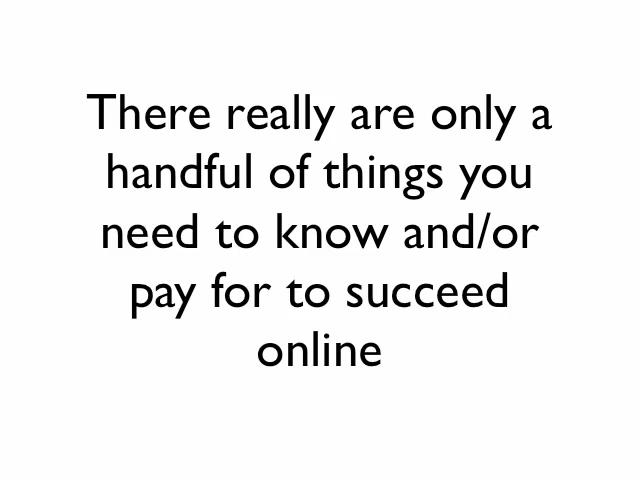 There really are only a
handful of things you
need to know and/or
pay for to succeed
online